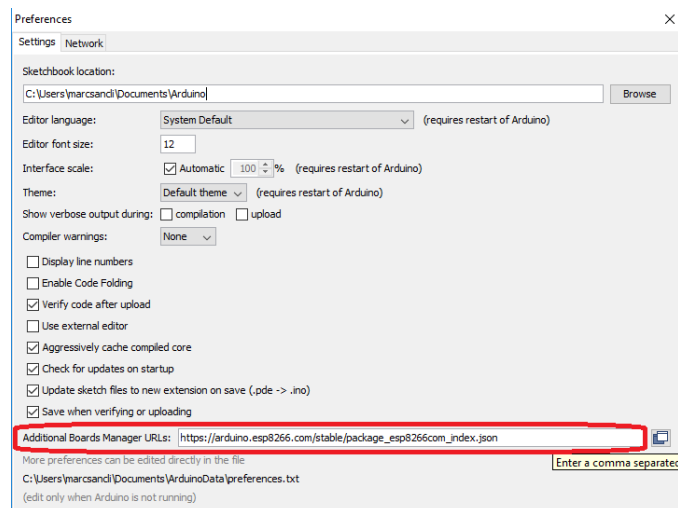 Preferences
Settings Network
Sketchbook location:
C:\Users\marcsancli\Documents\Arduino
Browse
Editor language: System Default (requires restart of Arduino)
Editor font size: 12
Interface scale: Automatic 100 % (requires restart of Arduino)
Theme: Default theme (requires restart of Arduino)
Show verbose output during: compilation upload
Compiler warnings: None
Display line numbers
Enable Code Folding
Verify code after upload
Use external editor
Aggressively cache compiled core
Check for updates on startup
Update sketch files to new extension on save (.pde -> .ino)
Save when verifying or uploading
Additional Boards Manager URLs: https://arduino.esp8266.com/stable/package_esp8266com_index.json
More preferences can be edited directly in the file
Enter a comma separated
C:\Users\marcsancli\Documents\ArduinoData\preferences.txt
(edit only when Arduino is not running)